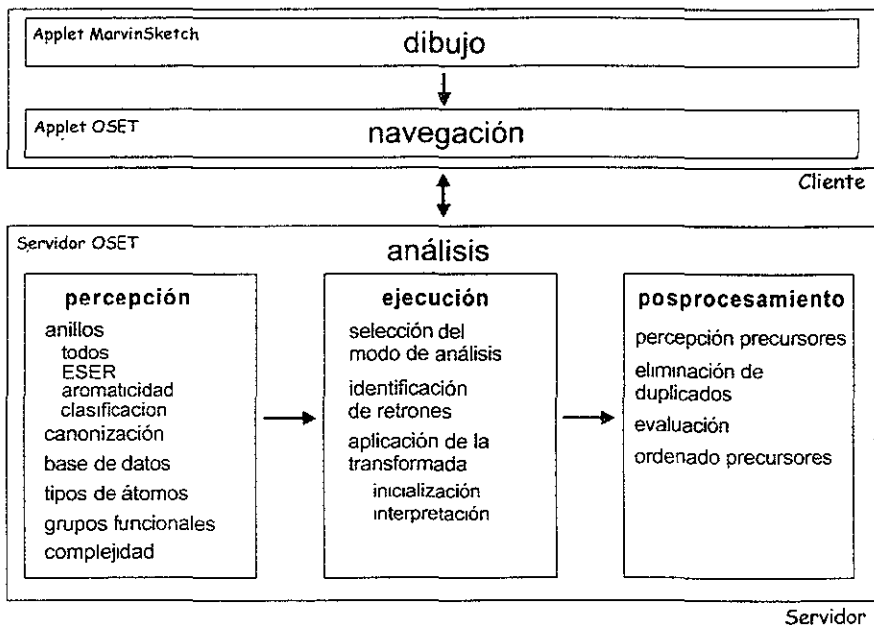 Applet MarvinSketch
dibujo
Applet OSET
navegación
Cliente
Servidor OSET
análisis
percepción
anillos
todos
ESER
aromaticidad
clasificacion
canonización
base de datos
tipos de átomos
grupos funcionales
complejidad
ejecución
selección del
modo de análisis
identificación
de retrones
aplicación de la
transformada
inicialización
interpretación
posprocesamiento
percepción precursores
eliminación de
duplicados
evaluación
ordenado precursores
Servidor